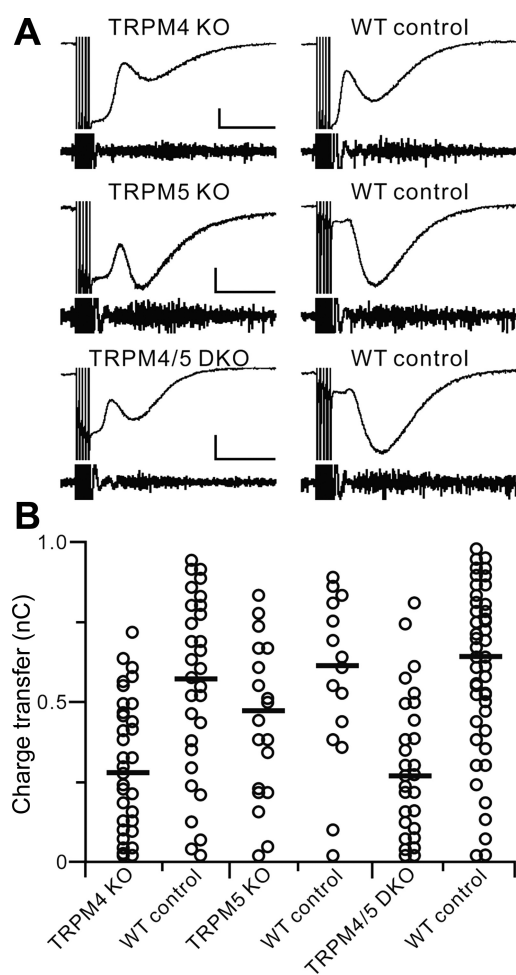 A
TRPM4 KO
WT control
TRPM5 KO
WT control
TRPM4/5 DKO
WT control
B
1.0
0.5
0
Charge transfer (nC)
TRPM4 KO
WT control
TRPM5 KO
WT control
TRPM4/5 DKO
WT control